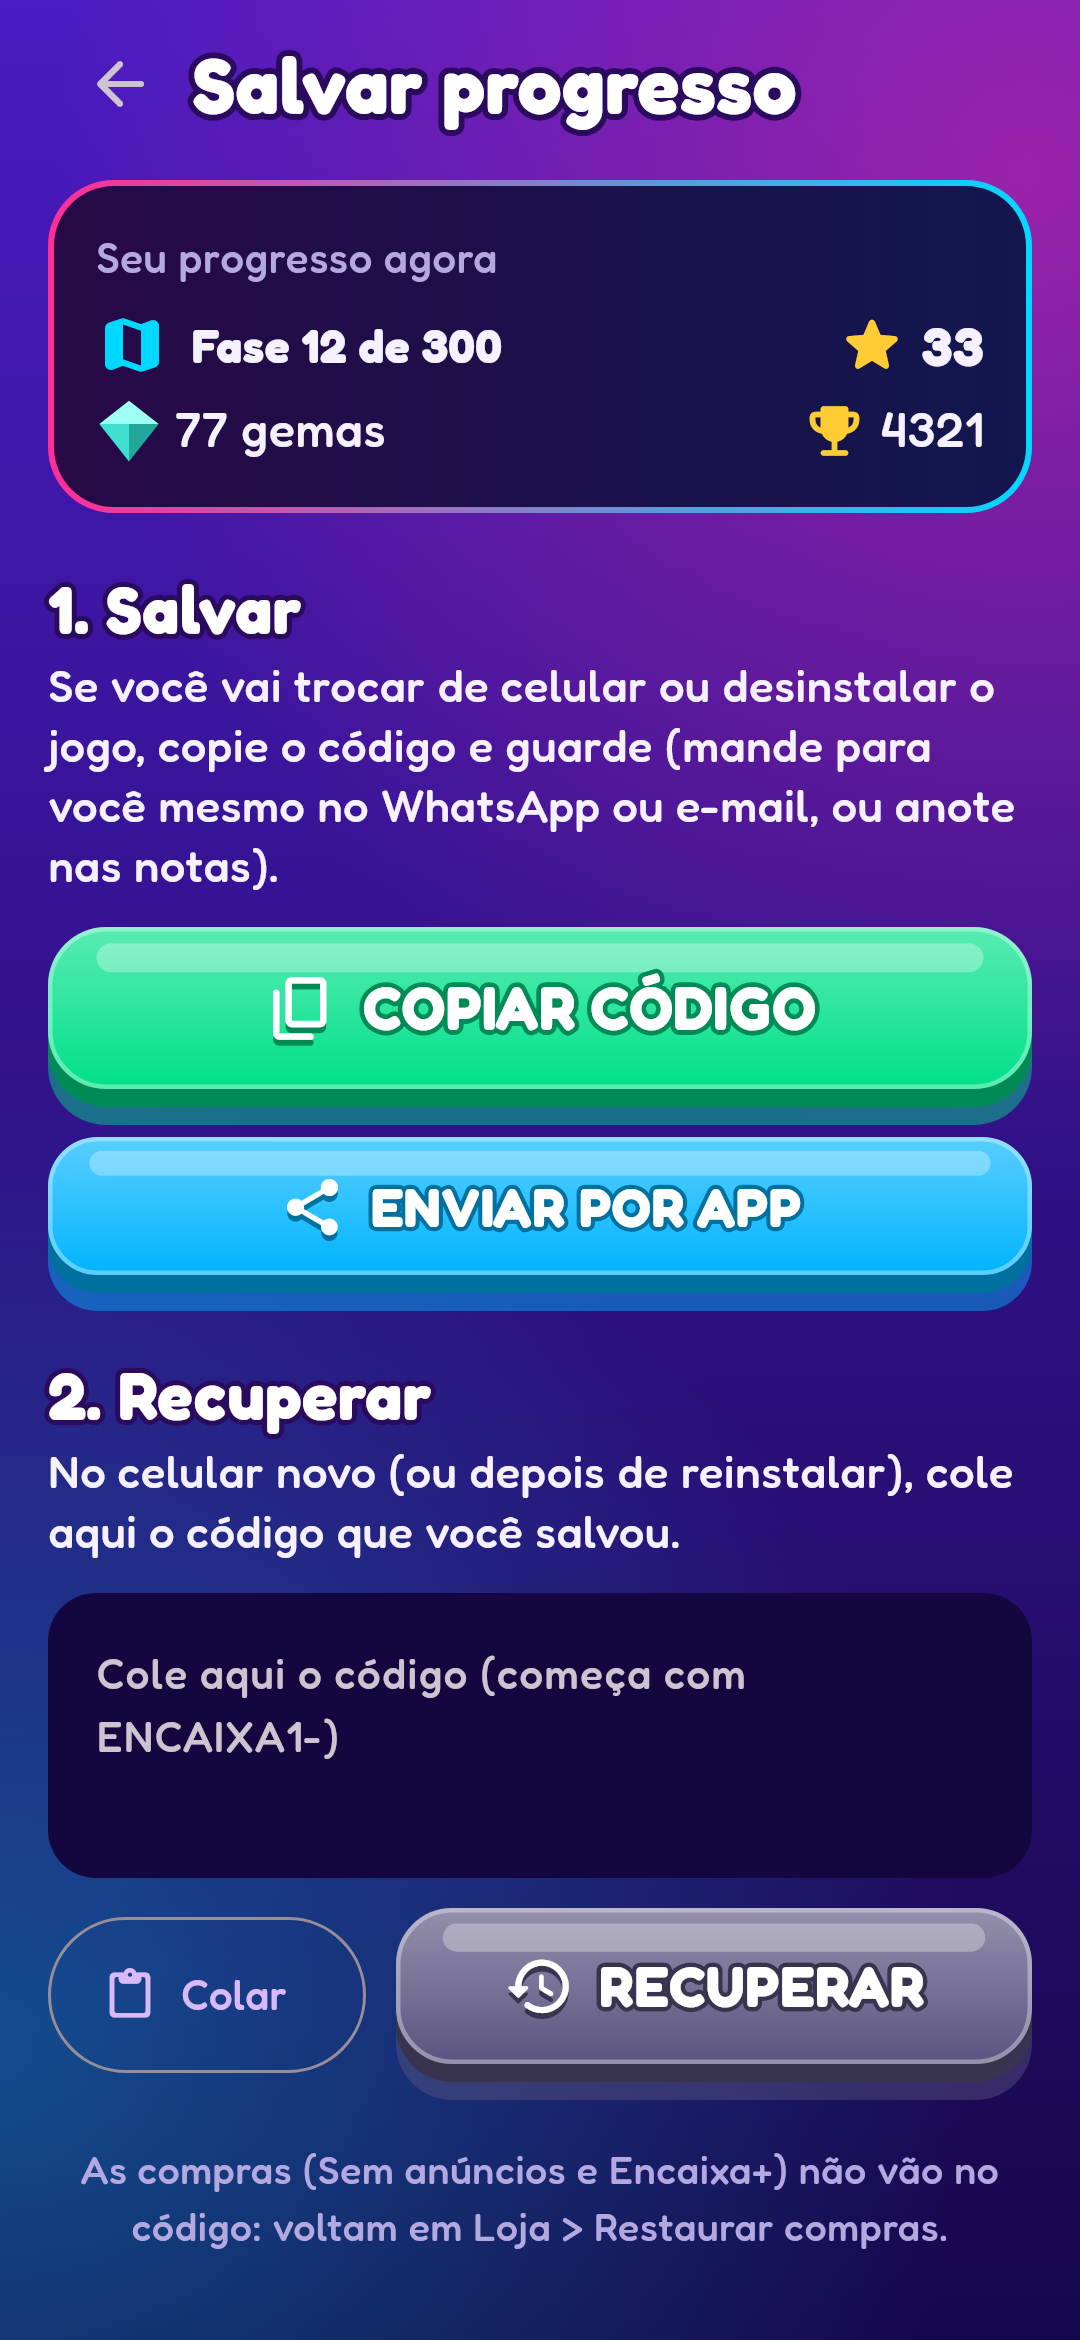 Salvar progresso
Seu progresso agora
Fase 12 de 300
33
77 gemas
4321
1. Salvar
Se você vai trocar de celular ou desinstalar o
jogo, copie o código e guarde (mande para
você mesmo no WhatsApp ou e-mail, ou anote
nas notas).
COPIAR CÓDIGO
ENVIAR POR APP
2. Recuperar
No celular novo (ou depois de reinstalar), cole
aqui o código que você salvou.
Cole aqui o código (começa com
ENCAIXA1-)
Colar
RECUPERAR
As compras (Sem anúncios e Encaixa+) não vão no
código: voltam em Loja > Restaurar compras.